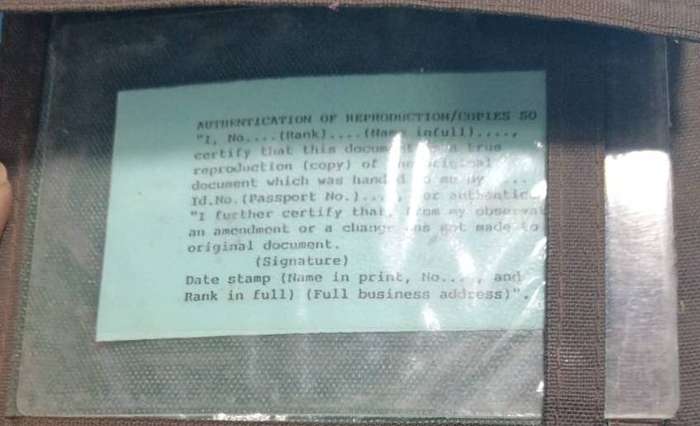 AUTHENTICATION OF REPRODUCTION/COPIES SO
"I, No....(Rank)....(Name infull)....,
certify that this document a true
reproduction (copy) of original
document which was handed to me by ....
Id.No.(Passport No.)...., for authentic
"I further certify that, from my observat
an amendment or a change was not made to
original document.
(Signature)
Date stamp (Name in print, No...., and
Rank in full) (Full business address)".